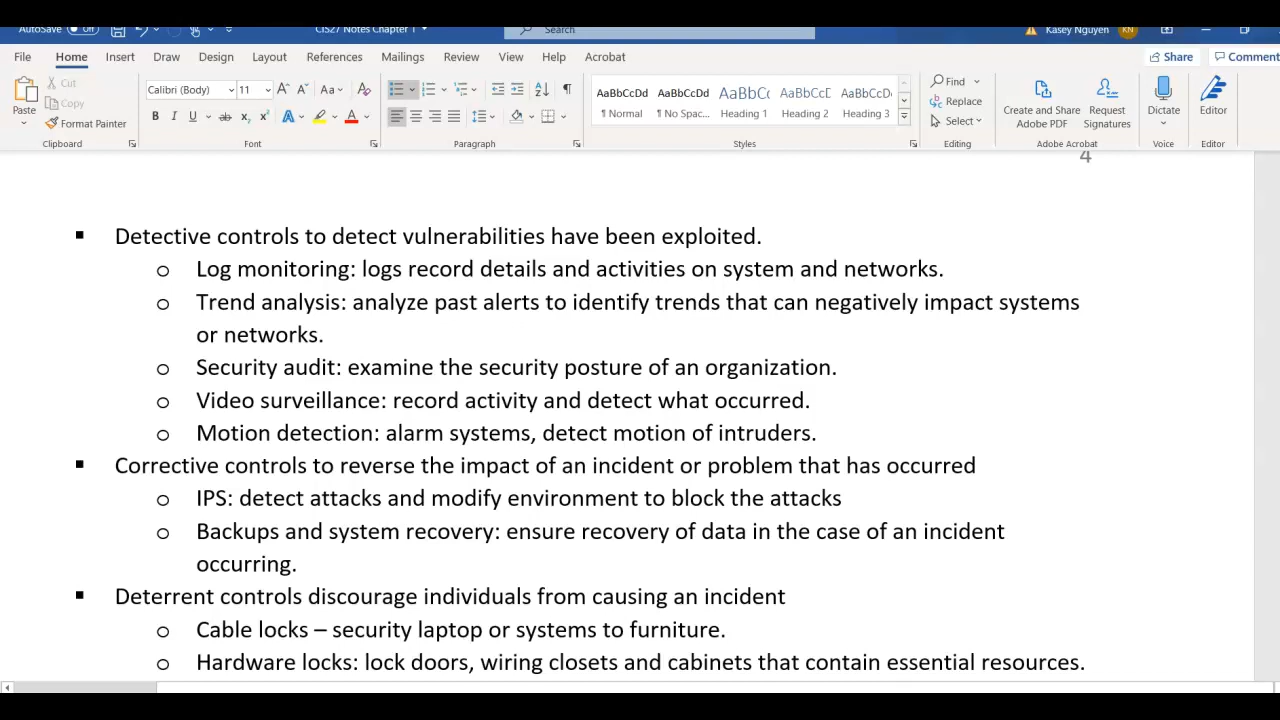 AutoSave Off CIS27 Notes Chapter 1 Search Kasey Nguyen KN
File Home Insert Draw Design Layout References Mailings Review View Help Acrobat Share Comment
Paste Cut Copy Format Painter
Calibri (Body) 11 Aa
B I U ab x₂ x² A A
AaBbCcDd AaBbCcDd AaBbCc AaBbCcD AaBbCcD
¶ Normal ¶ No Spac... Heading 1 Heading 2 Heading 3
Find Replace Select
Create and Share Adobe PDF Request Signatures Dictate Editor
Clipboard Font Paragraph Styles Editing Adobe Acrobat Voice Editor
4
▪ Detective controls to detect vulnerabilities have been exploited.
o Log monitoring: logs record details and activities on system and networks.
o Trend analysis: analyze past alerts to identify trends that can negatively impact systems
or networks.
o Security audit: examine the security posture of an organization.
o Video surveillance: record activity and detect what occurred.
o Motion detection: alarm systems, detect motion of intruders.
▪ Corrective controls to reverse the impact of an incident or problem that has occurred
o IPS: detect attacks and modify environment to block the attacks
o Backups and system recovery: ensure recovery of data in the case of an incident
occurring.
▪ Deterrent controls discourage individuals from causing an incident
o Cable locks – security laptop or systems to furniture.
o Hardware locks: lock doors, wiring closets and cabinets that contain essential resources.